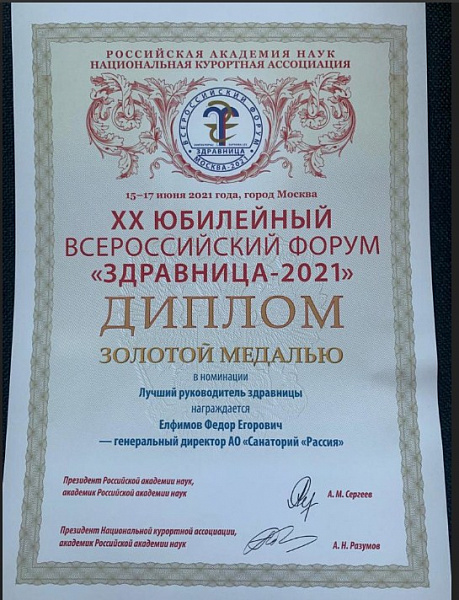 РОССИЙСКАЯ АКАДЕМИЯ НАУК
НАЦИОНАЛЬНАЯ КУРОРТНАЯ АССОЦИАЦИЯ
ВСЕРОССИЙСКИЙ ФОРУМ
ЗДРАВНИЦА
МОСКВА-2021
15–17 июня 2021 года, город Москва
XX ЮБИЛЕЙНЫЙ
ВСЕРОССИЙСКИЙ ФОРУМ
«ЗДРАВНИЦА-2021»
ДИПЛОМ
ЗОЛОТОЙ МЕДАЛЬЮ
в номинации
Лучший руководитель здравницы
награждается
Елфимов Федор Егорович
— генеральный директор АО «Санаторий «Рассия»
Президент Российской академии наук,
академик Российской академии наук
А. М. Сергеев
Президент Национальной курортной ассоциации,
академик Российской академии наук
А. Н. Разумов